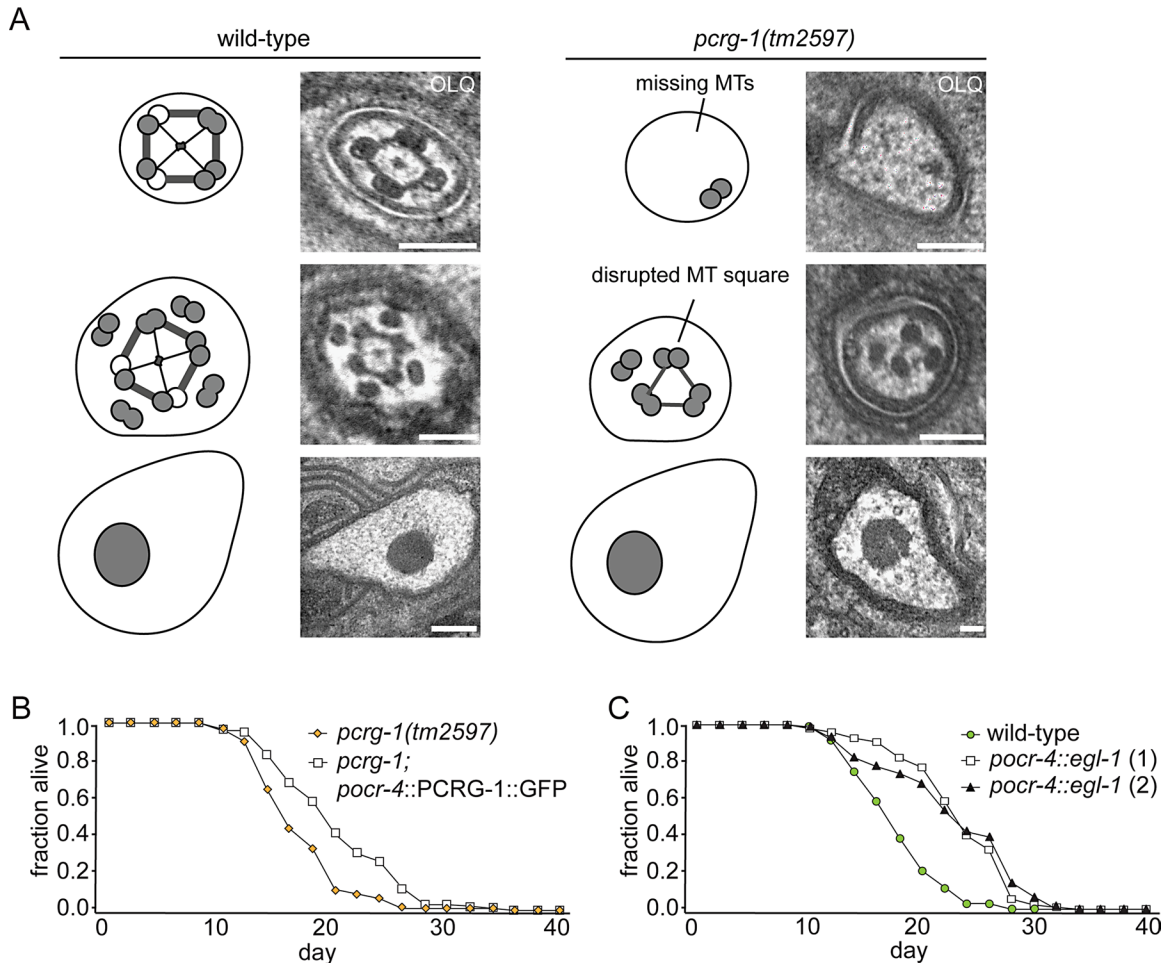 A
wild-type
pcrg-1(tm2597)
OLQ
missing MTs
OLQ
disrupted MT square
B
fraction alive
1.0
0.8
0.6
0.4
0.2
0.0
0
10
20
30
40
day
pcrg-1(tm2597)
pcrg-1;
pocr-4::PCRG-1::GFP
C
fraction alive
1.0
0.8
0.6
0.4
0.2
0.0
0
10
20
30
40
day
wild-type
pocr-4::egl-1 (1)
pocr-4::egl-1 (2)